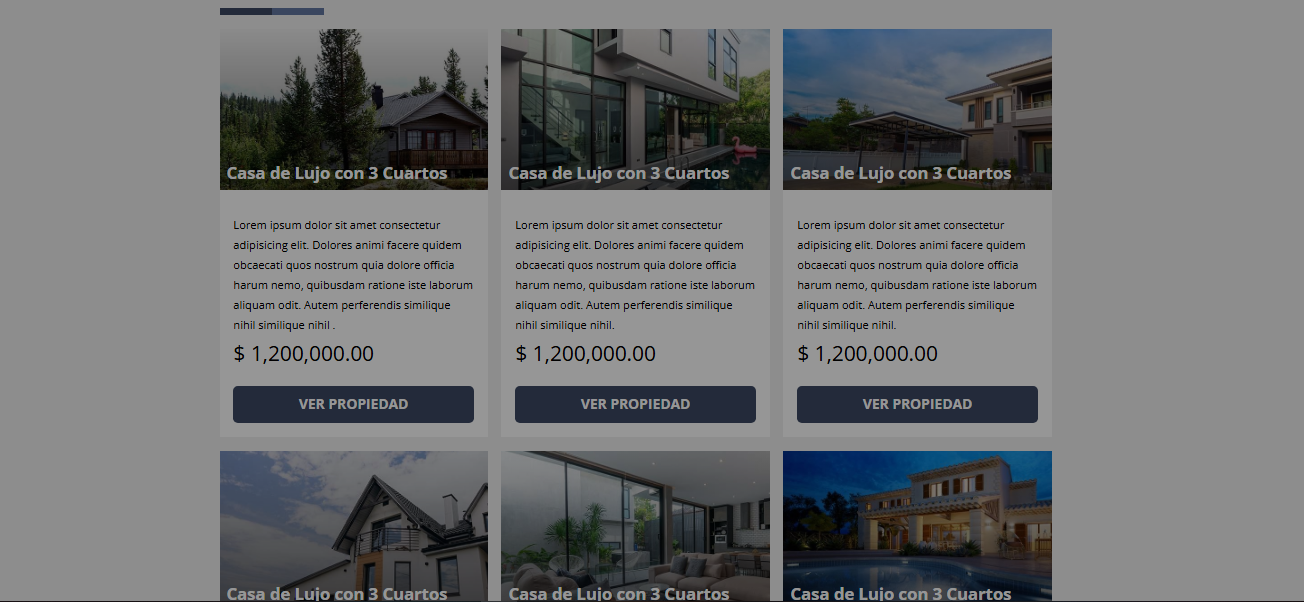 Casa de Lujo con 3 Cuartos
Lorem ipsum dolor sit amet consectetur
adipisicing elit. Dolores animi facere quidem
obcaecati quos nostrum quia dolore officia
harum nemo, quibusdam ratione iste laborum
aliquam odit. Autem perferendis similique
nihil similique nihil .
$ 1,200,000.00
VER PROPIEDAD
Casa de Lujo con 3 Cuartos
Lorem ipsum dolor sit amet consectetur
adipisicing elit. Dolores animi facere quidem
obcaecati quos nostrum quia dolore officia
harum nemo, quibusdam ratione iste laborum
aliquam odit. Autem perferendis similique
nihil similique nihil.
$ 1,200,000.00
VER PROPIEDAD
Casa de Lujo con 3 Cuartos
Lorem ipsum dolor sit amet consectetur
adipisicing elit. Dolores animi facere quidem
obcaecati quos nostrum quia dolore officia
harum nemo, quibusdam ratione iste laborum
aliquam odit. Autem perferendis similique
nihil similique nihil.
$ 1,200,000.00
VER PROPIEDAD
Casa de Lujo con 3 Cuartos
Casa de Lujo con 3 Cuartos
Casa de Lujo con 3 Cuartos